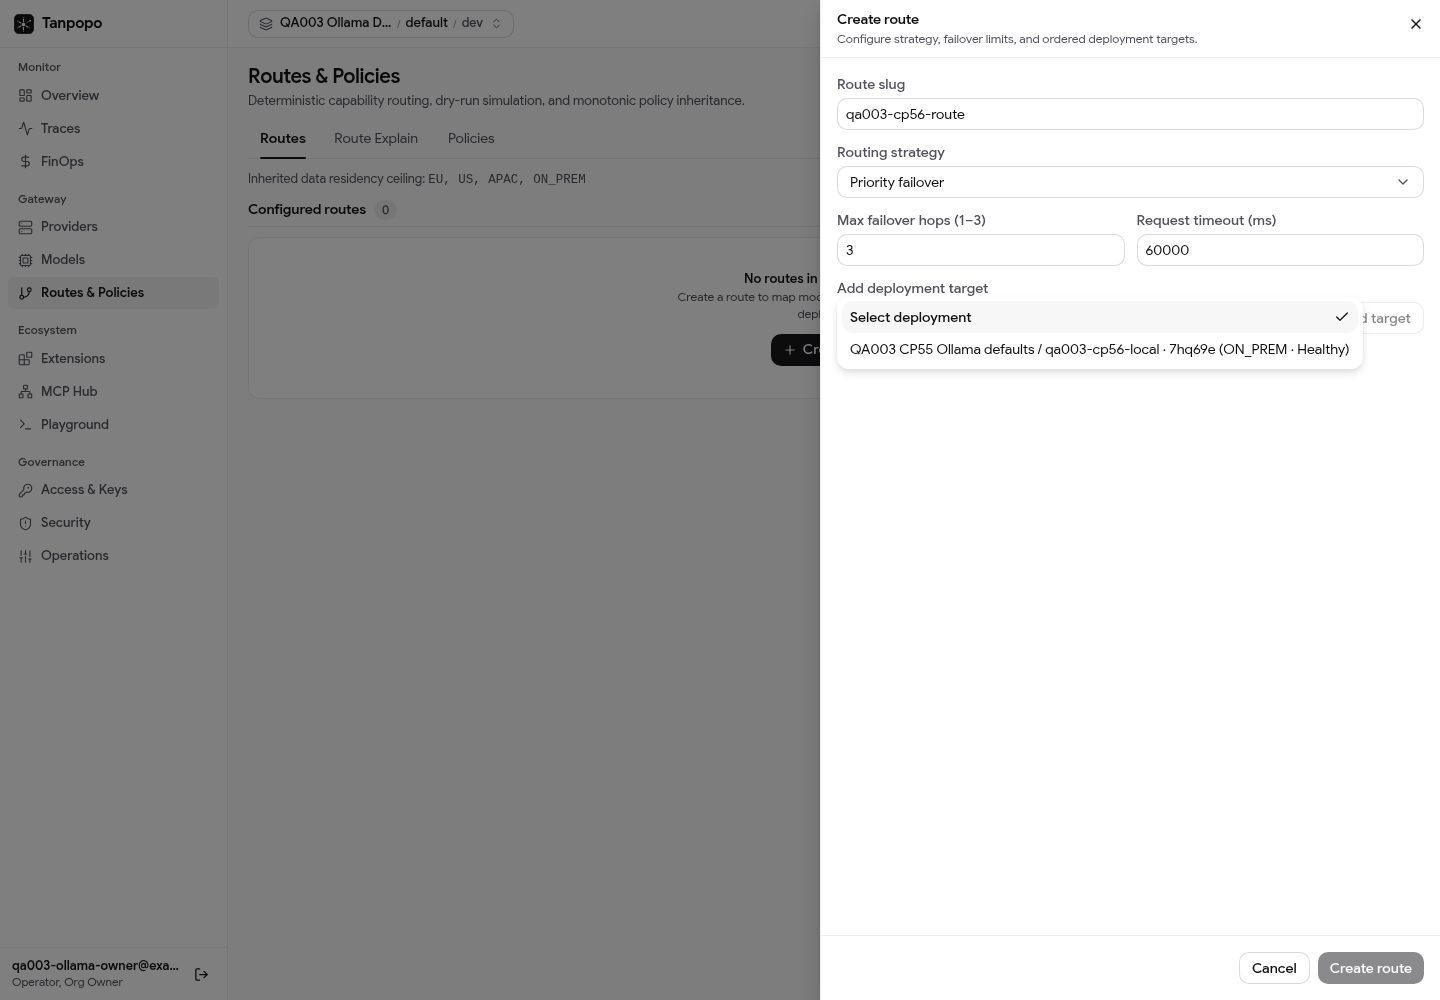 Tanpopo
Monitor
Overview
Traces
FinOps
Gateway
Providers
Models
Routes & Policies
Ecosystem
Extensions
MCP Hub
Playground
Governance
Access & Keys
Security
Operations
qa003-ollama-owner@exa...
Operator, Org Owner
QA003 Ollama D... / default / dev
Routes & Policies
Deterministic capability routing, dry-run simulation, and monotonic policy inheritance.
Routes Route Explain Policies
Inherited data residency ceiling: EU, US, APAC, ON_PREM
Configured routes 0
No routes in
Create a route to map
Create route
Configure strategy, failover limits, and ordered deployment targets.
Route slug
qa003-cp56-route
Routing strategy
Priority failover
Max failover hops (1–3) Request timeout (ms)
3 60000
Add deployment target
Select deployment
target
QA003 CP55 Ollama defaults / qa003-cp56-local · 7hq69e (ON_PREM · Healthy)
Cancel Create route